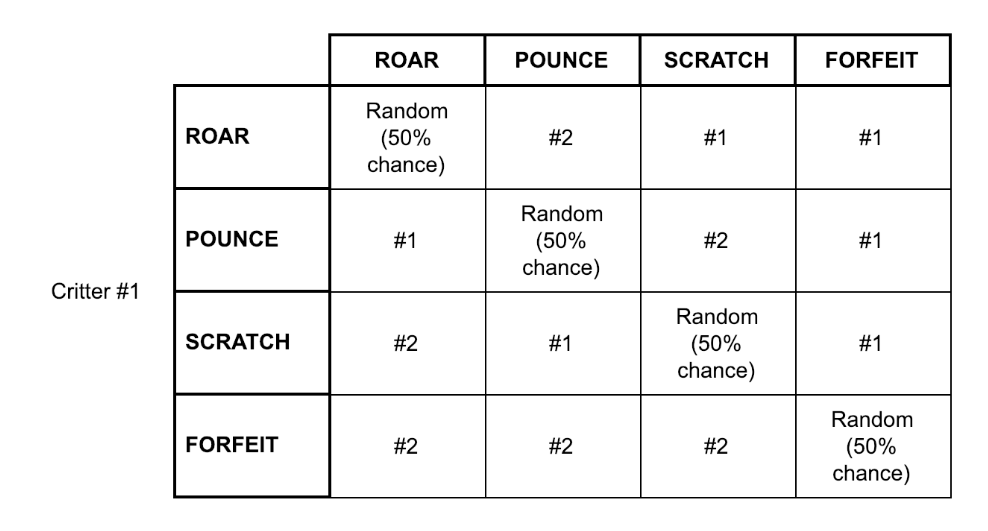 ROAR POUNCE SCRATCH FORFEIT
ROAR Random (50% chance) #2 #1 #1
POUNCE #1 Random (50% chance) #2 #1
Critter #1
SCRATCH #2 #1 Random (50% chance) #1
FORFEIT #2 #2 #2 Random (50% chance)